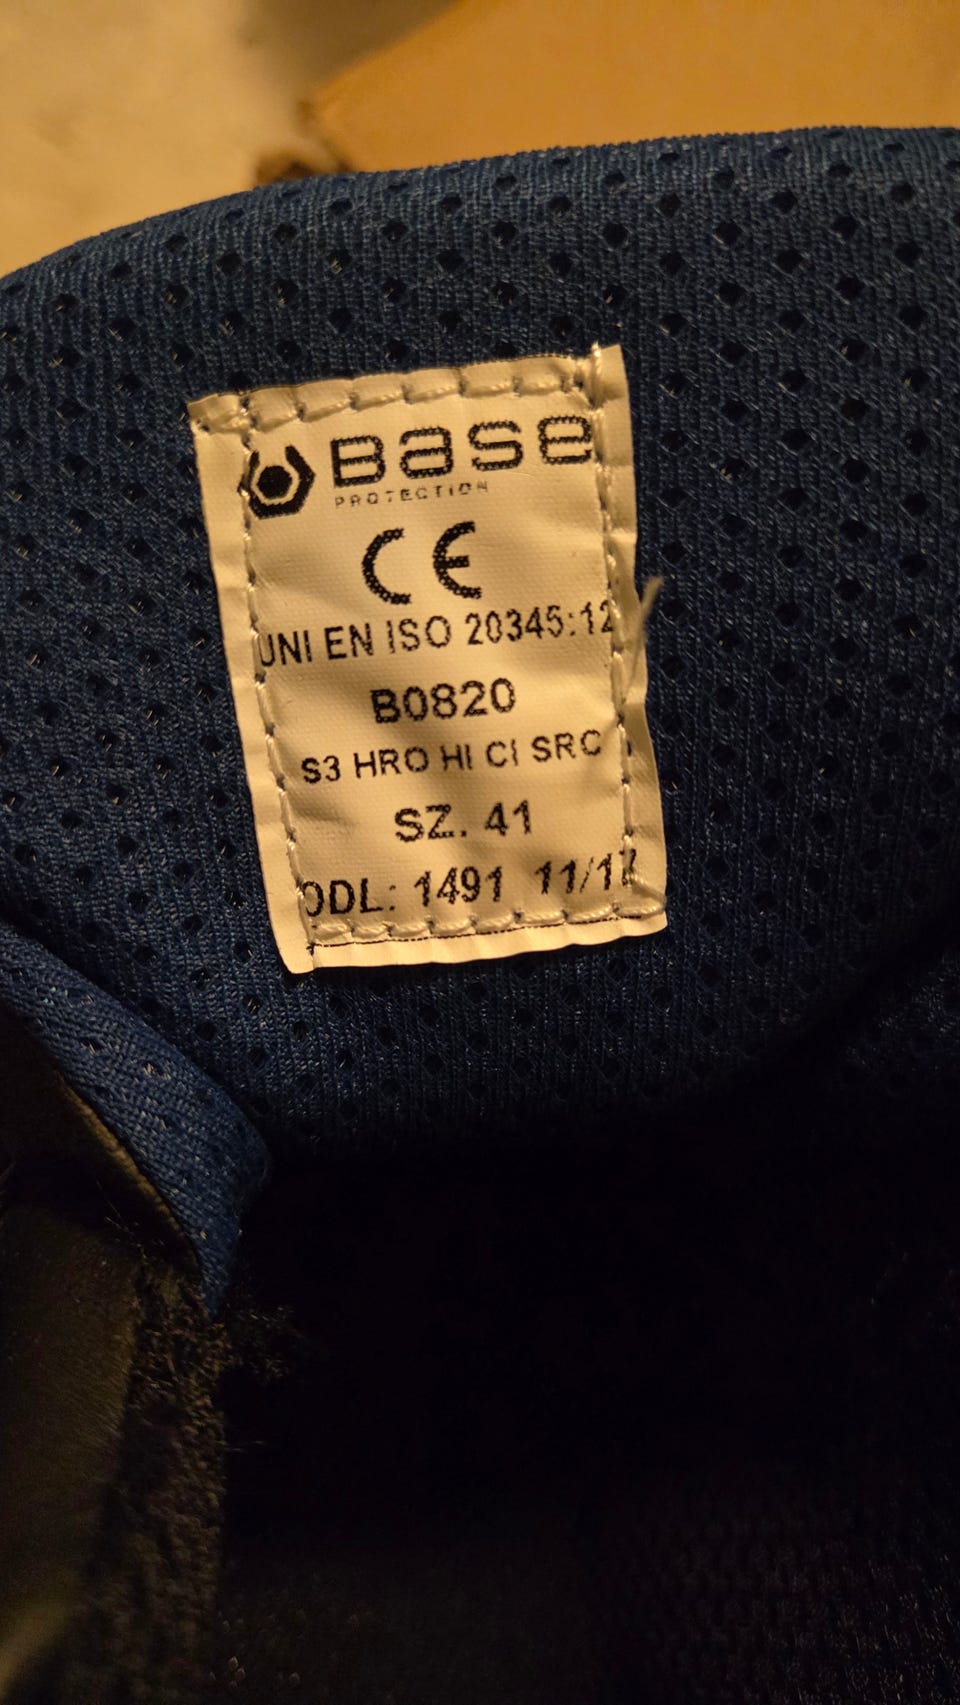 Base
PROTECTION
CE
UNI EN ISO 20345:12
B0820
S3 HRO HI CI SRC
SZ. 41
ODL: 1491 11/17